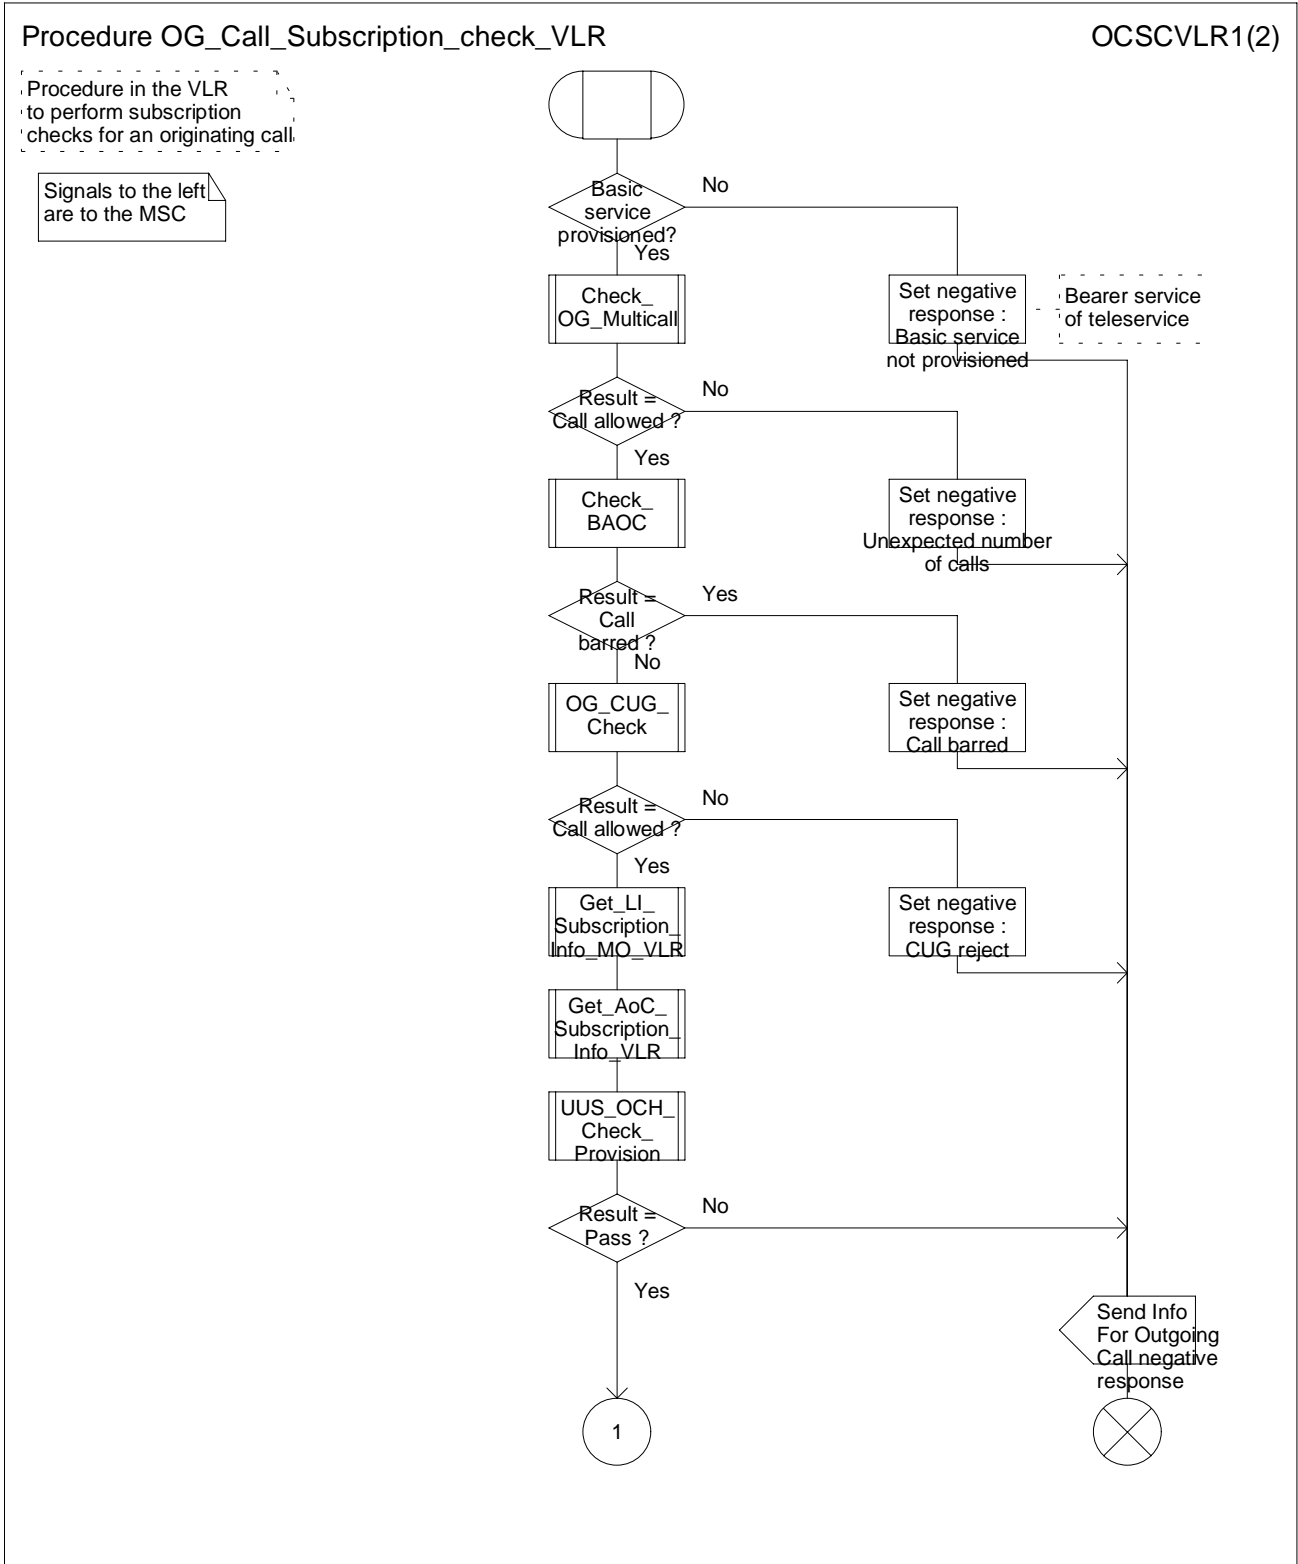 Procedure OG_Call_Subscription_check_VLR
OCSCVLR1(2)
Procedure in the VLR
to perform subscription
checks for an originating call
Signals to the left
are to the MSC
Basic
service
provisioned?
No
Yes
Check_
OG_Multicall
Set negative
response :
Basic service
not provisioned
Bearer service
of teleservice
Result =
Call allowed ?
No
Yes
Check_
BAOC
Set negative
response :
Unexpected number
of calls
Result =
Call
barred ?
Yes
No
OG_CUG_
Check
Set negative
response :
Call barred
Result =
Call allowed ?
No
Yes
Get_LI_
Subscription_
Info_MO_VLR
Set negative
response :
CUG reject
Get_AoC_
Subscription_
Info_VLR
UUS_OCH_
Check_
Provision
Result =
Pass ?
No
Yes
Send Info
For Outgoing
Call negative
response
1